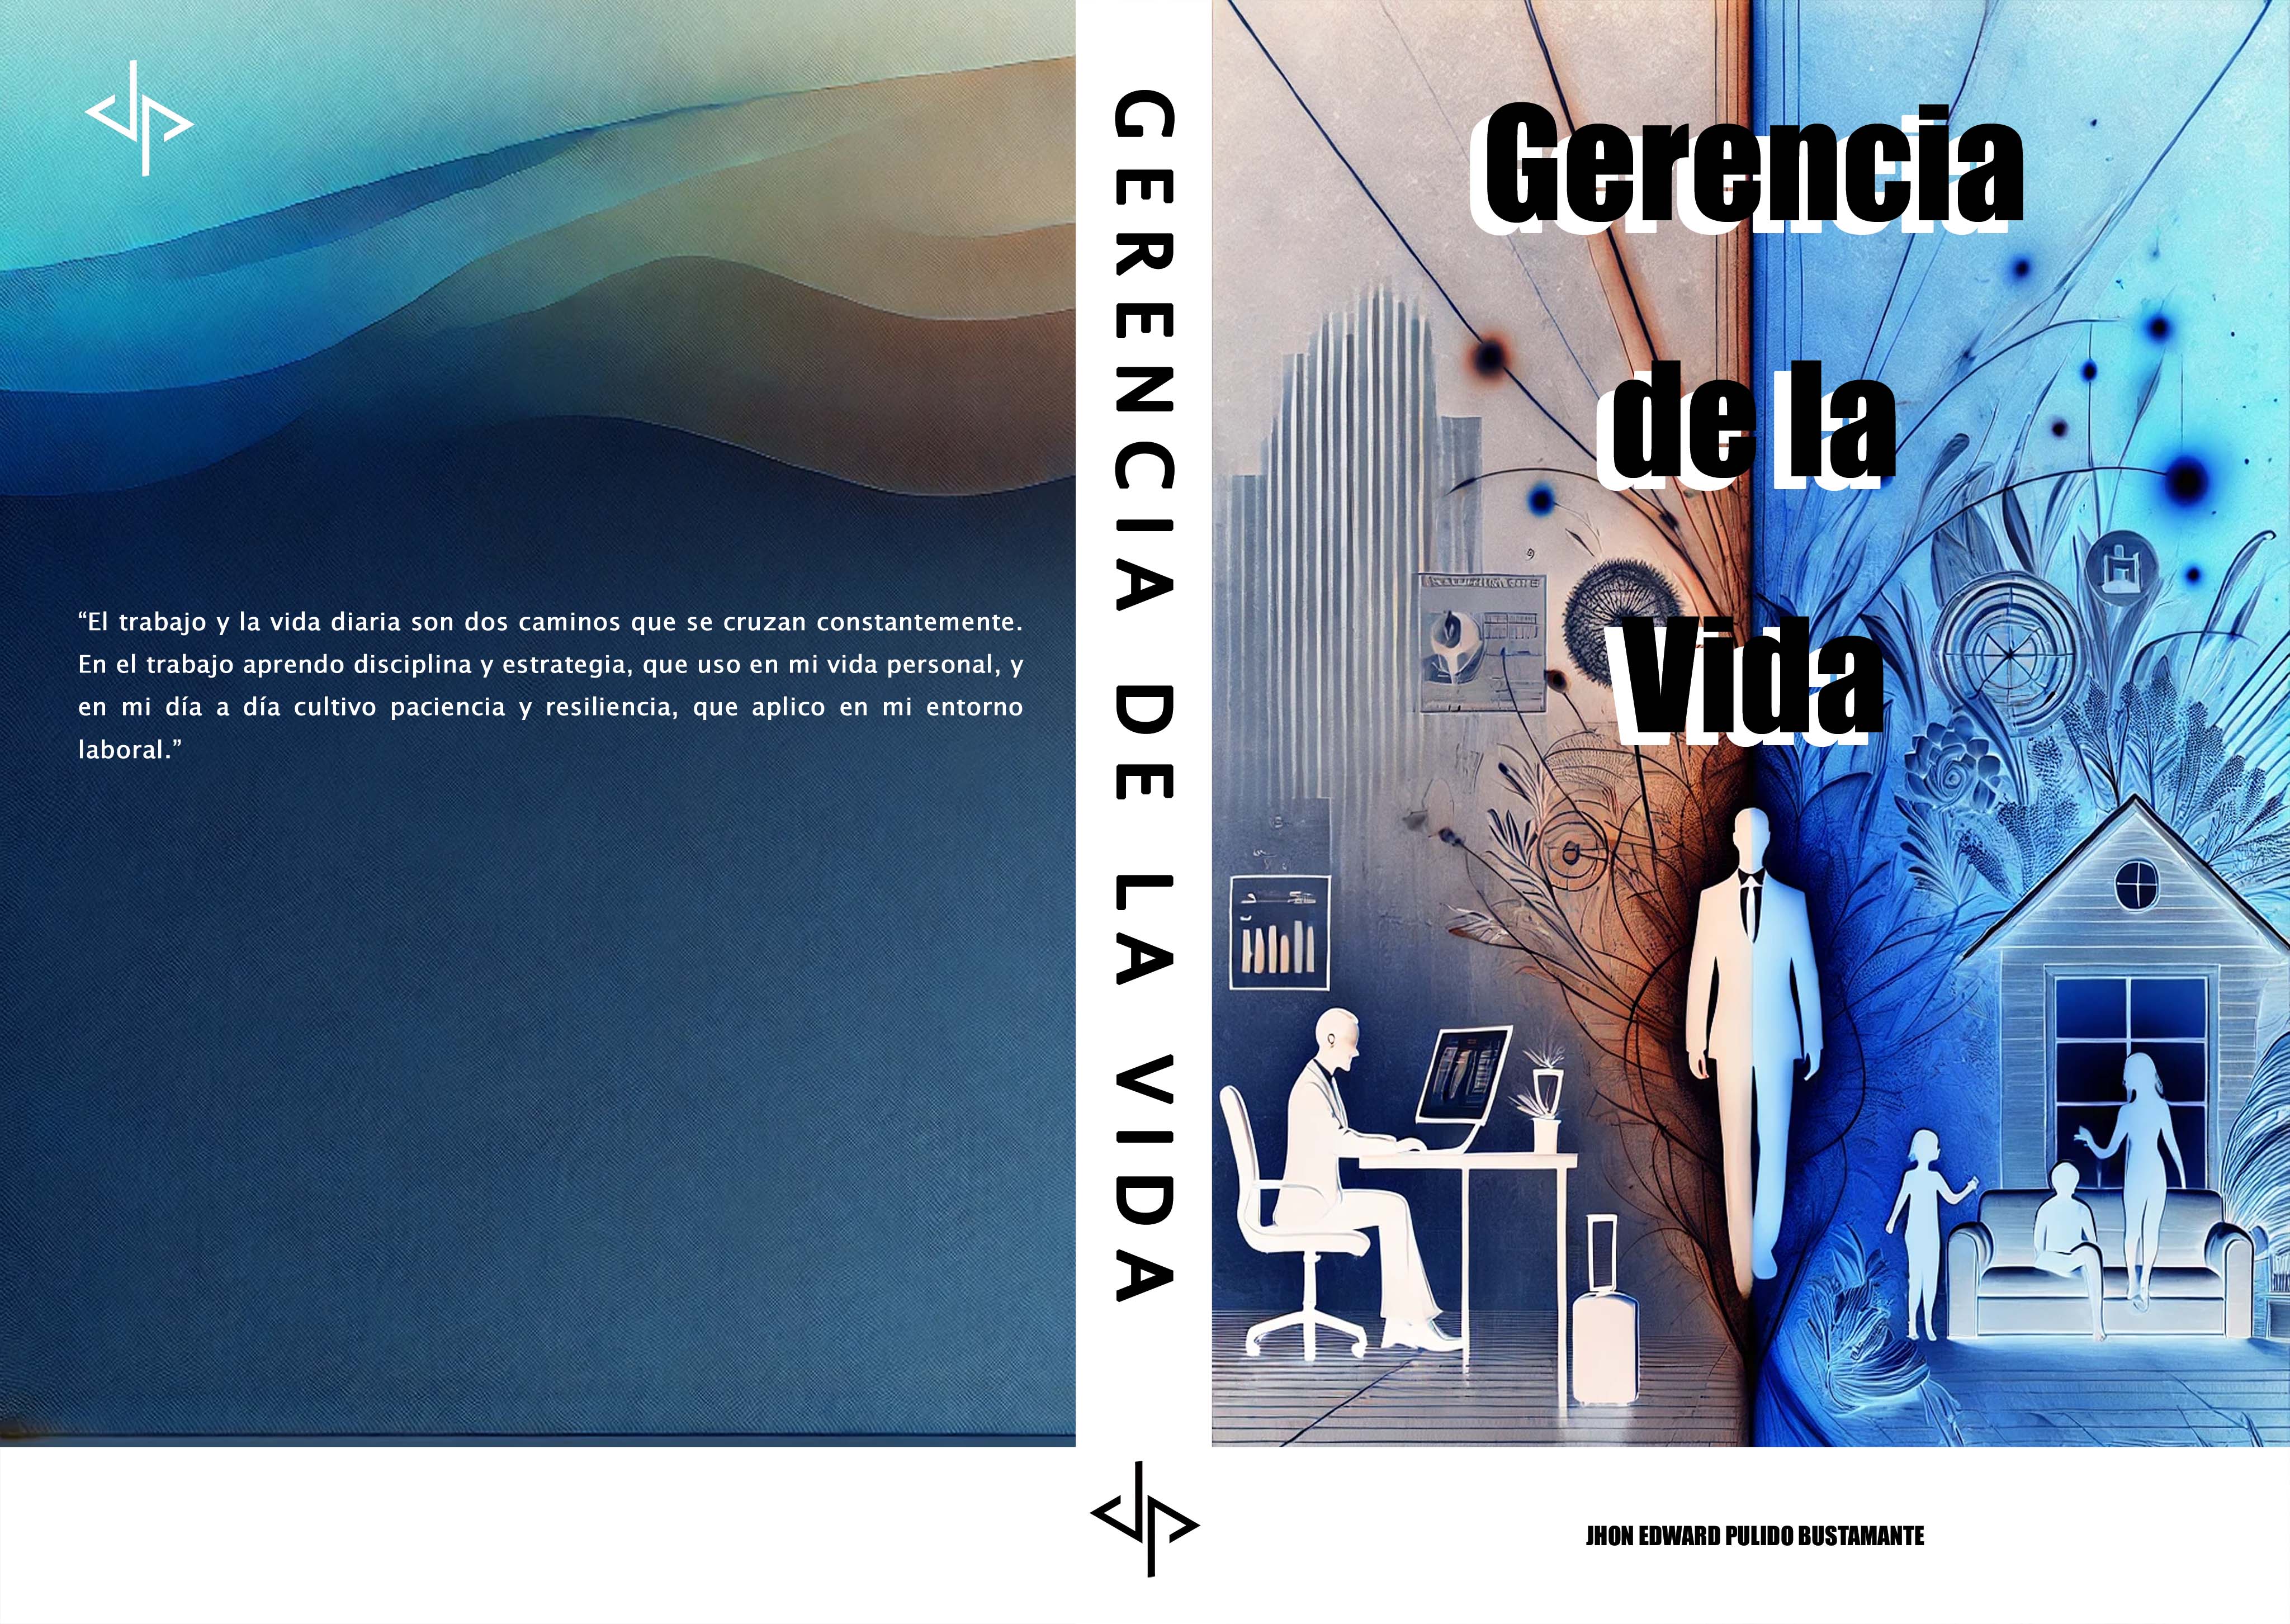 “El trabajo y la vida diaria son dos caminos que se cruzan constantemente.
En el trabajo aprendo disciplina y estrategia, que uso en mi vida personal, y
en mi día a día cultivo paciencia y resiliencia, que aplico en mi entorno
laboral.”
GERENCIA DE LA VIDA
Gerencia
de la
Vida
JHON EDWARD PULIDO BUSTAMANTE